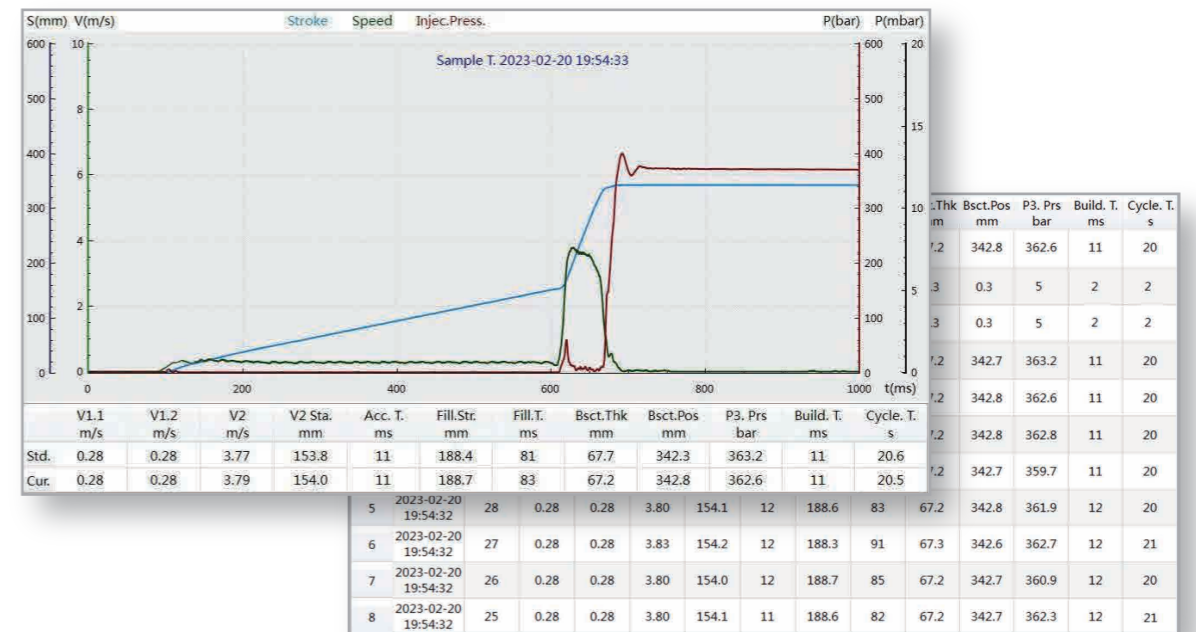 S(mm) V(m/s) Stroke Speed Injec.Press. P(bar) P(mbar)
Sample T. 2023-02-20 19:54:33
600 10 600 20
500 8 500 15
400 6 400
300 4 300 10
200 200
100 2 100 5
0 0 0 0
0 200 400 600 800 1000 t(ms)
V1.1 V1.2 V2 V2 Sta. Acc. T. Fill.Str. Fill.T. Bsct.Thk Bsct.Pos P3. Prs Build. T. Cycle. T.
m/s m/s m/s mm ms mm ms mm mm bar ms s
Std. 0.28 0.28 3.77 153.8 11 188.4 81 67.7 342.3 363.2 11 20.6
Cur. 0.28 0.28 3.79 154.0 11 188.7 83 67.2 342.8 362.6 11 20.5
.Thk Bsct.Pos P3. Prs Build. T. Cycle. T.
mm bar ms s
7.2 342.8 362.6 11 20
.3 0.3 5 2 2
.3 0.3 5 2 2
7.2 342.7 363.2 11 20
7.2 342.8 362.6 11 20
7.2 342.8 362.8 11 20
7.2 342.7 359.7 11 20
5 2023-02-20 19:54:32 28 0.28 0.28 3.80 154.1 12 188.6 83 67.2 342.8 361.9 12 20
6 2023-02-20 19:54:32 27 0.28 0.28 3.83 154.2 12 188.3 91 67.3 342.6 362.7 12 21
7 2023-02-20 19:54:32 26 0.28 0.28 3.80 154.0 12 188.7 85 67.2 342.7 360.9 12 20
8 2023-02-20 19:54:32 25 0.28 0.28 3.80 154.1 11 188.6 82 67.2 342.7 362.3 12 21